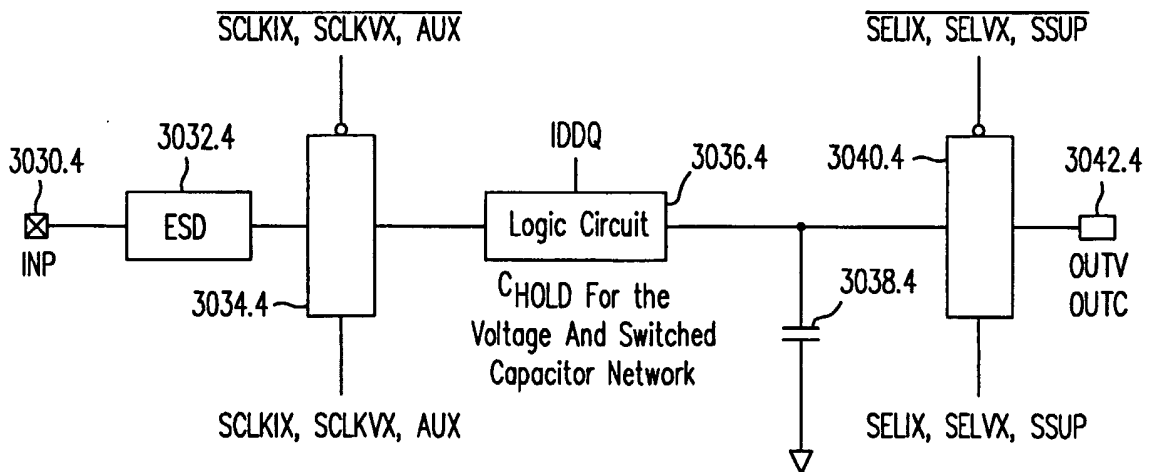 SCLKIX, SCLKVX, AUX
SELIX, SELVX, SSUP
3030.4
3032.4
IDDQ
3036.4
3040.4
3042.4
ESD
Logic Circuit
INP
3034.4
CHOLD For the
Voltage And Switched
Capacitor Network
3038.4
OUTV
OUTC
SCLKIX, SCLKVX, AUX
SELIX, SELVX, SSUP